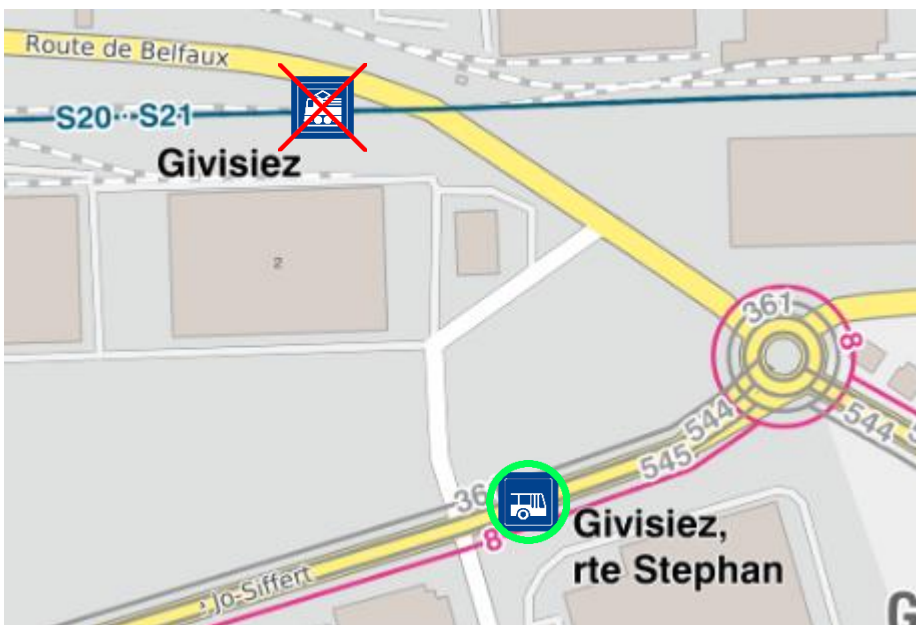 Route de Belfaux
S20
S21
Givisiez
2
361
8
544
544
545
36
8
Givisiez,
rte Stephan
Jo-Siffert
G